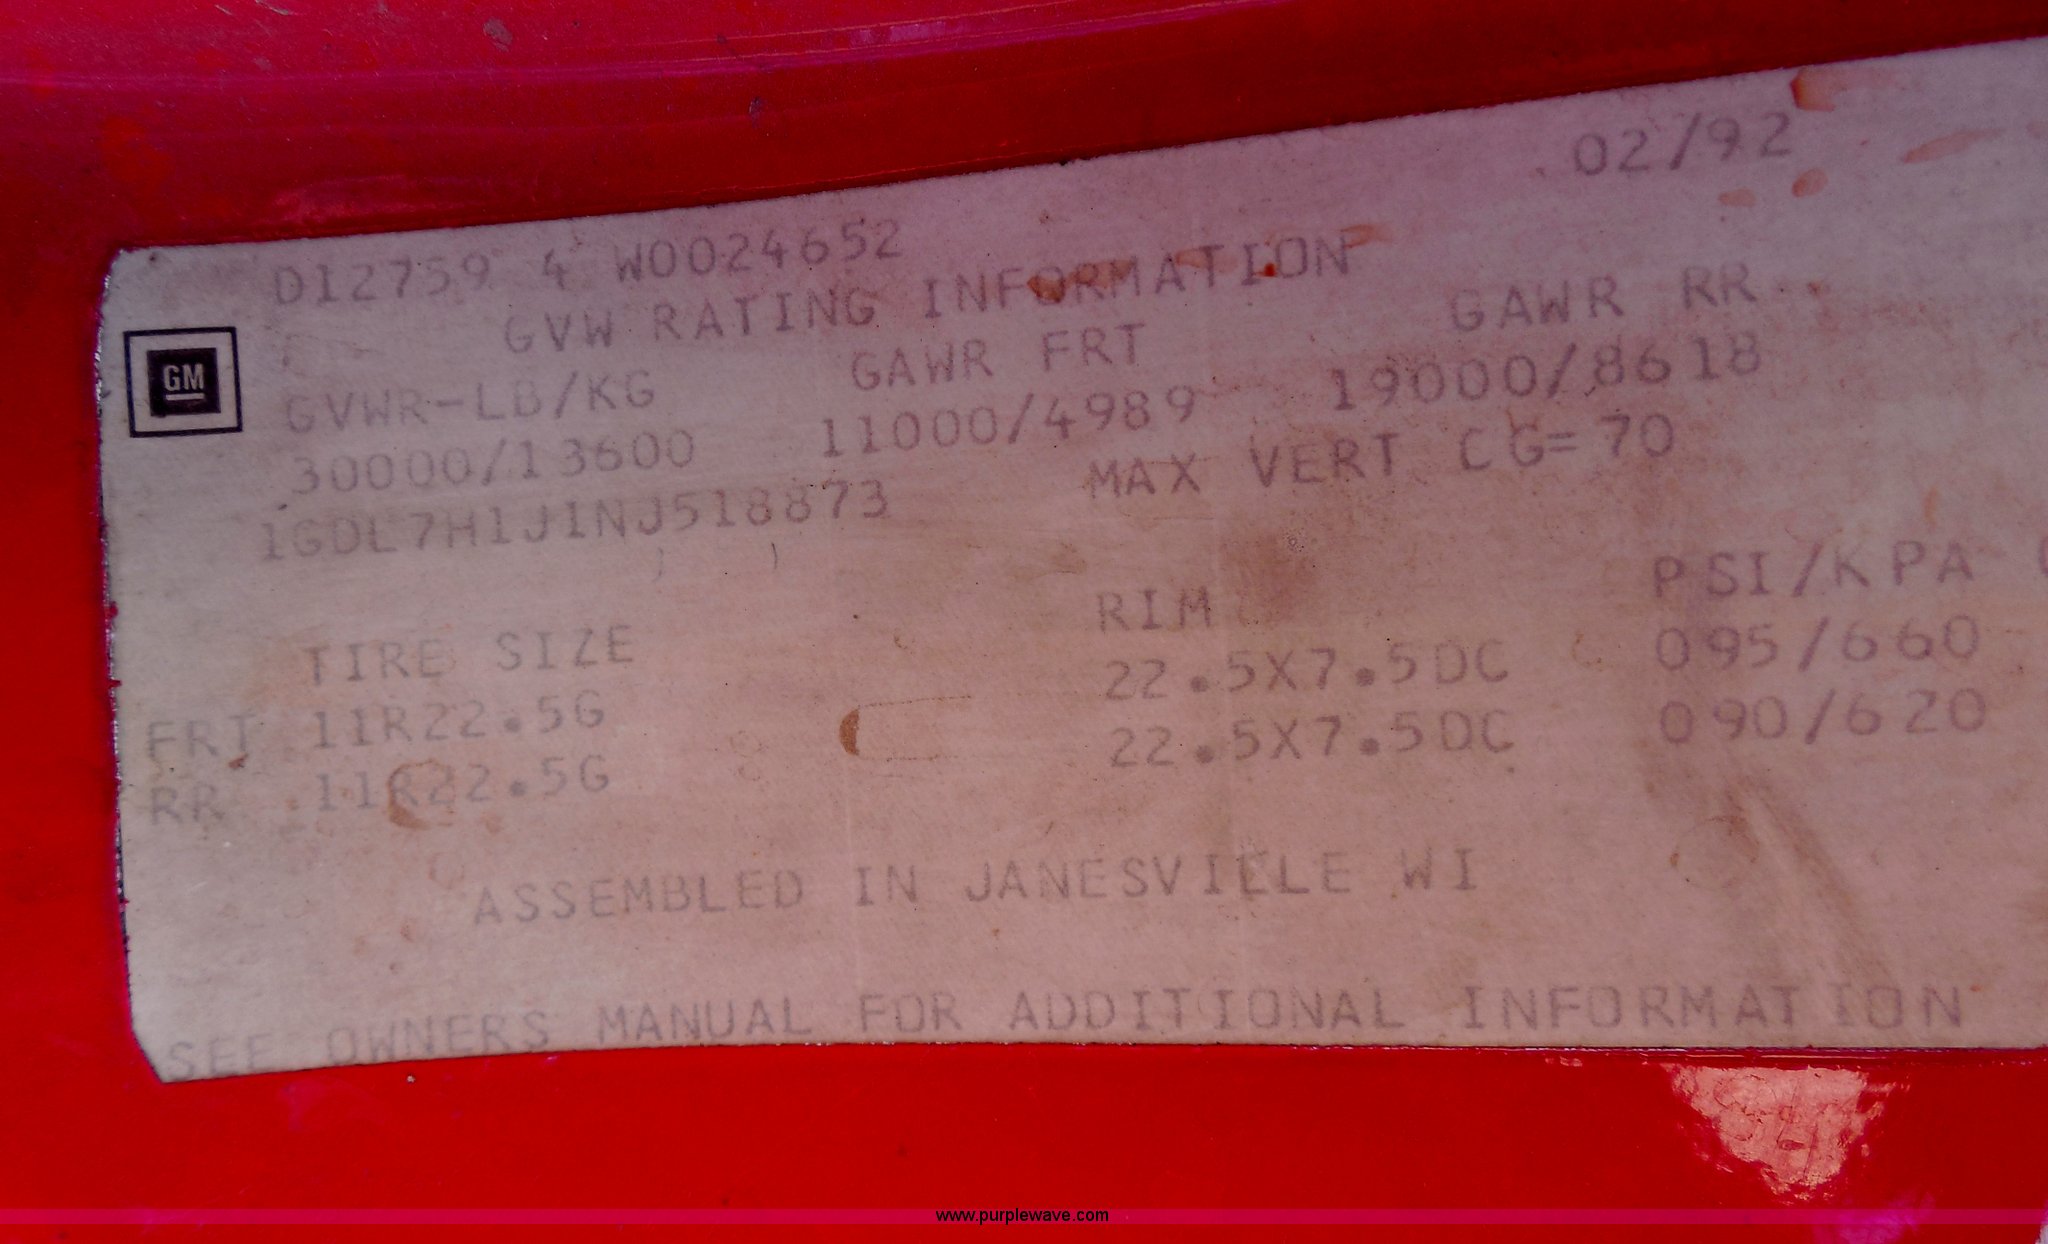 02/92
D12759 4 W0024652
GVW RATING INFORMATION
GVWR-LB/KG GAWR FRT GAWR RR
30000/13600 11000/4989 19000/8618
1GDL7H1J1NJ518873 MAX VERT CG=70
GM
TIRE SIZE RIM PSI/KPA
FRT 11R22.5G 22.5X7.5DC 095/660
RR 11R22.5G 22.5X7.5DC 090/620
ASSEMBLED IN JANESVILLE WI
SEE OWNERS MANUAL FOR ADDITIONAL INFORMATION
www.purplewave.com